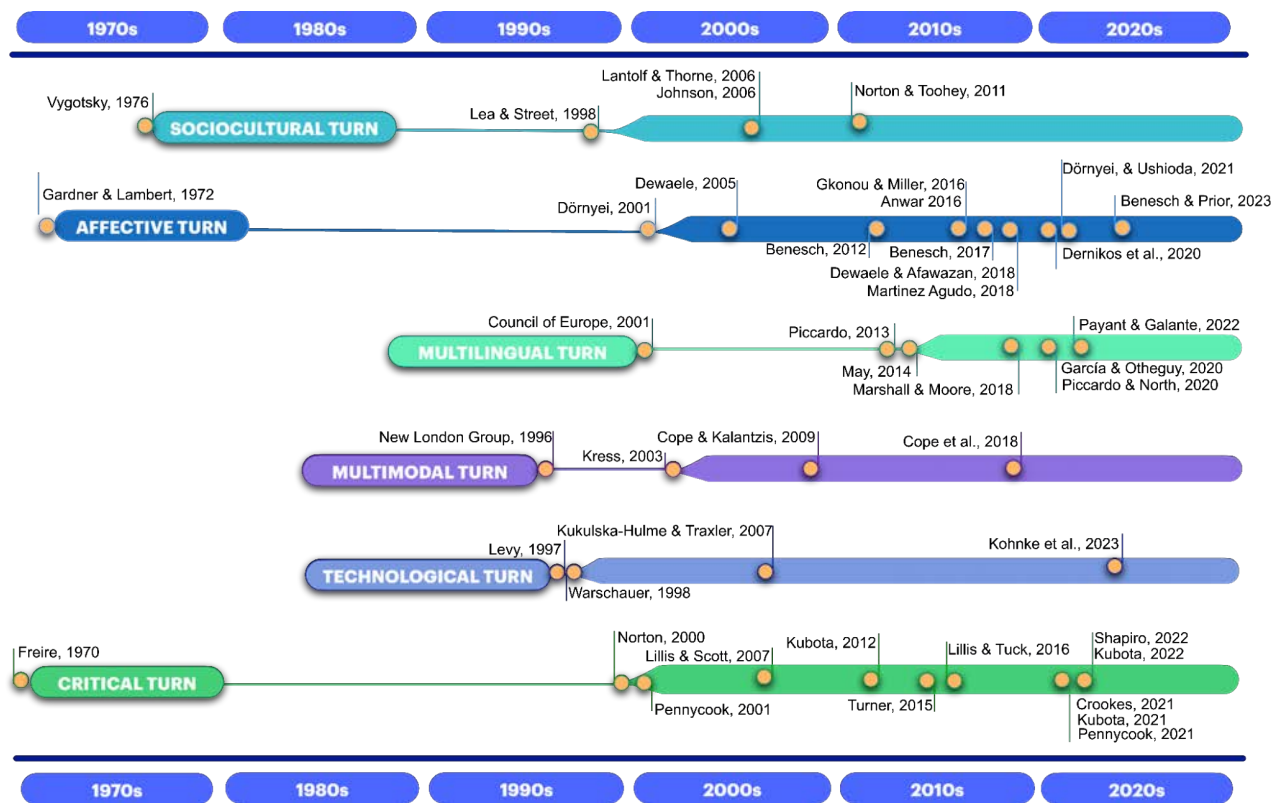 1970s
1980s
1990s
2000s
2010s
2020s
Lantolf & Thorne, 2006
Johnson, 2006
Vygotsky, 1976
Lea & Street, 1998
Norton & Toohey, 2011
SOCIOCULTURAL TURN
Gardner & Lambert, 1972
Dörnyei, 2001
Dewaele, 2005
Gkonou & Miller, 2016
Anwar 2016
Dörnyei, & Ushioda, 2021
Benesch & Prior, 2023
AFFECTIVE TURN
Benesch, 2012
Benesch, 2017
Dewaele & Afawazan, 2018
Martinez Agudo, 2018
Dernikos et al., 2020
Council of Europe, 2001
Piccardo, 2013
Payant & Galante, 2022
MULTILINGUAL TURN
May, 2014
Marshall & Moore, 2018
García & Otheguy, 2020
Piccardo & North, 2020
New London Group, 1996
Kress, 2003
Cope & Kalantzis, 2009
Cope et al., 2018
MULTIMODAL TURN
Levy, 1997
Kukulska-Hulme & Traxler, 2007
Kohnke et al., 2023
TECHNOLOGICAL TURN
Warschauer, 1998
Freire, 1970
Norton, 2000
Lillis & Scott, 2007
Kubota, 2012
Lillis & Tuck, 2016
Shapiro, 2022
Kubota, 2022
CRITICAL TURN
Pennycook, 2001
Turner, 2015
Crookes, 2021
Kubota, 2021
Pennycook, 2021
1970s
1980s
1990s
2000s
2010s
2020s